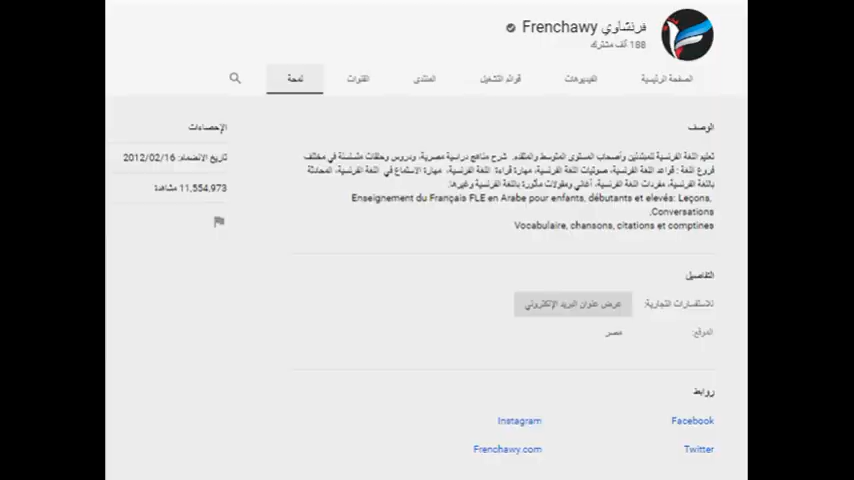 فرنشاوي Frenchawy
188 ألف مشترك
الصفحة الرئيسية
الفيديوهات
قوائم التشغيل
المنتدى
القنوات
لمحة
الوصف
تعليم اللغة الفرنسية للمبتدئين وأصحاب المستوى المتوسط والمتقدم. شرح مناهج دراسية مصرية، ودروس وحلقات متسلسلة في مختلف
فروع اللغة : قواعد اللغة الفرنسية، صوتيات اللغة الفرنسية، مهارة قراءة اللغة الفرنسية، مهارة الاستماع في اللغة الفرنسية، المحادثة
باللغة الفرنسية، مفردات اللغة الفرنسية، أغاني ومقولات مأثورة باللغة الفرنسية وغيرها:
Enseignement du Français FLE en Arabe pour enfants, débutants et elevés: Leçons,
Conversations.
Vocabulaire, chansons, citations et comptines
الإحصاءات
تاريخ الانضمام: 2012/02/16
11,554,973 مشاهدة
التفاصيل
للاستفسارات التجارية:
عرض عنوان البريد الإلكتروني
الموقع:
مصر
روابط
Facebook
Instagram
Twitter
Frenchawy.com